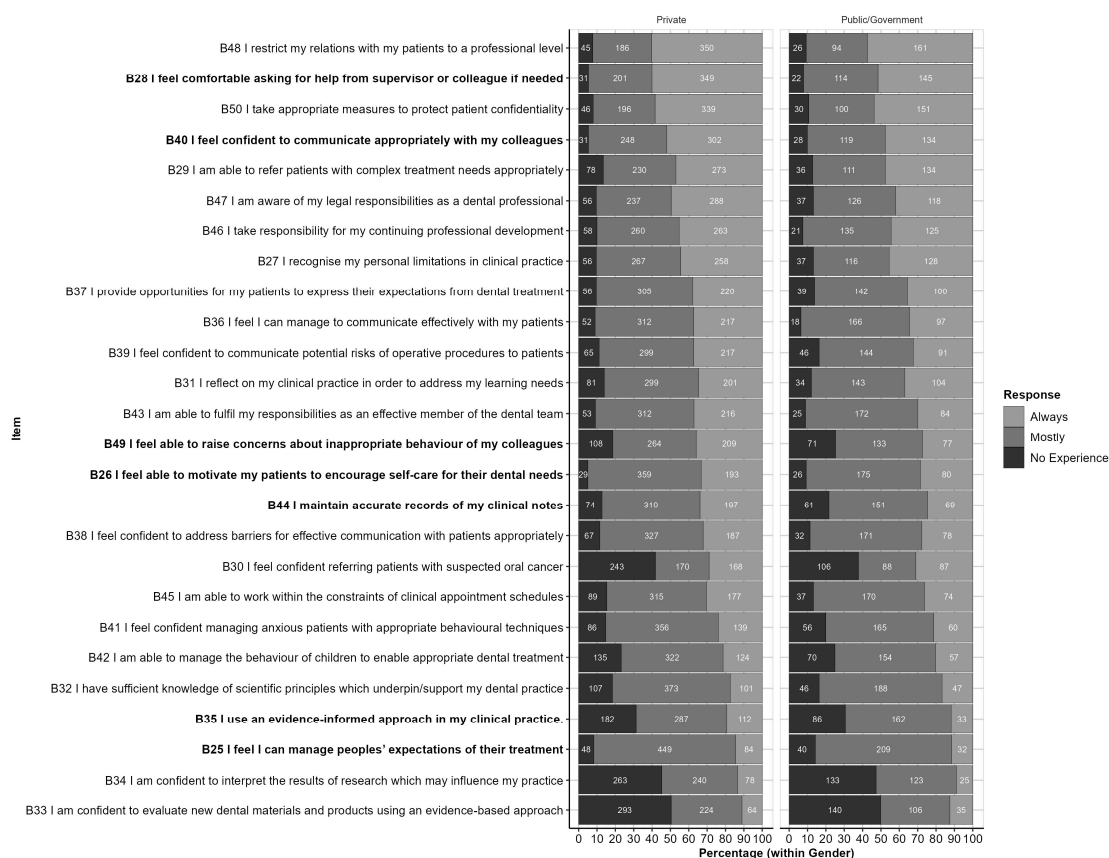 Private Public/Government
B48 I restrict my relations with my patients to a professional level 45 186 350 26 94 161
B28 I feel comfortable asking for help from supervisor or colleague if needed 31 201 349 22 114 145
B50 I take appropriate measures to protect patient confidentiality 46 196 339 30 100 151
B40 I feel confident to communicate appropriately with my colleagues 31 248 302 28 119 134
B29 I am able to refer patients with complex treatment needs appropriately 78 230 273 36 111 134
B47 I am aware of my legal responsibilities as a dental professional 56 237 288 37 126 118
B46 I take responsibility for my continuing professional development 58 260 263 21 135 125
B27 I recognise my personal limitations in clinical practice 56 267 258 37 116 128
B37 I provide opportunities for my patients to express their expectations from dental treatment 56 305 220 39 142 100
B36 I feel I can manage to communicate effectively with my patients 52 312 217 18 166 97
B39 I feel confident to communicate potential risks of operative procedures to patients 65 299 217 46 144 91
B31 I reflect on my clinical practice in order to address my learning needs 81 299 201 34 143 104
B43 I am able to fulfil my responsibilities as an effective member of the dental team 53 312 216 25 172 84
B49 I feel able to raise concerns about inappropriate behaviour of my colleagues 108 264 209 71 133 77
B26 I feel able to motivate my patients to encourage self-care for their dental needs 29 359 193 26 175 80
B44 I maintain accurate records of my clinical notes 74 310 197 61 151 69
B38 I feel confident to address barriers for effective communication with patients appropriately 67 327 187 32 171 78
B30 I feel confident referring patients with suspected oral cancer 243 170 168 106 88 87
B45 I am able to work within the constraints of clinical appointment schedules 89 315 177 37 170 74
B41 I feel confident managing anxious patients with appropriate behavioural techniques 86 356 139 56 165 60
B42 I am able to manage the behaviour of children to enable appropriate dental treatment 135 322 124 70 154 57
B32 I have sufficient knowledge of scientific principles which underpin/support my dental practice 107 373 101 46 188 47
B35 I use an evidence-informed approach in my clinical practice. 182 287 112 86 162 33
B25 I feel I can manage peoples’ expectations of their treatment 48 449 84 40 209 32
B34 I am confident to interpret the results of research which may influence my practice 263 240 78 133 123 25
B33 I am confident to evaluate new dental materials and products using an evidence-based approach 293 224 64 140 106 35
0 10 20 30 40 50 60 70 80 90 100 0 10 20 30 40 50 60 70 80 90 100
Percentage (within Gender)
Item
Response
Always
Mostly
No Experience